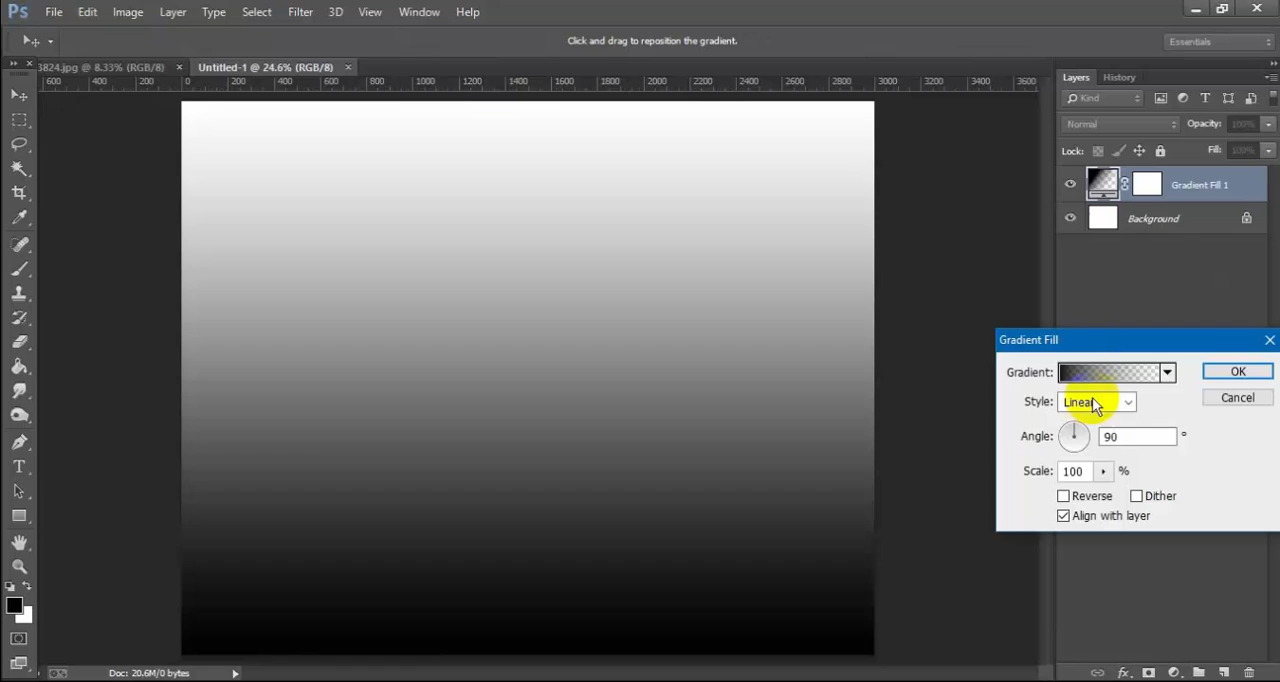 Ps File Edit Image Layer Type Select Filter 3D View Window Help
Click and drag to reposition the gradient.
Essentials
3824.jpg @ 8.33% (RGB/8) × Untitled-1 @ 24.6% (RGB/8) ×
600 400 200 0 200 400 600 800 1000 1200 1400 1600 1800 2000 2200 2400 2600 2800 3000 3200 3400 3600
Layers History
Kind
Normal Opacity: 100%
Lock: Fill: 100%
Gradient Fill 1
Background
Gradient Fill
Gradient: OK
Style: Linear Cancel
Angle: 90 °
Scale: 100 %
Reverse Dither
Align with layer
Doc: 20.6M/0 bytes